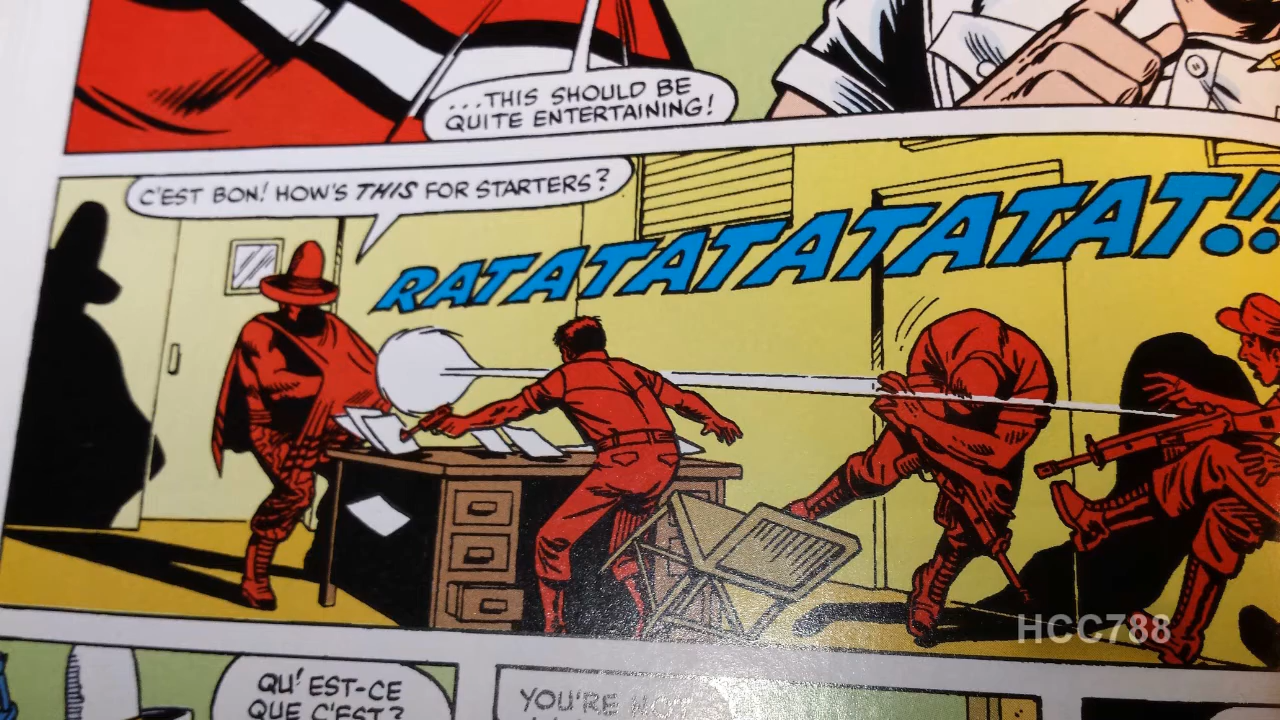 ...THIS SHOULD BE
QUITE ENTERTAINING!
C'EST BON! HOW'S THIS FOR STARTERS?
RATATATATATATAT!!
HCC788
QU'EST-CE
QUE C'EST?
YOU'RE